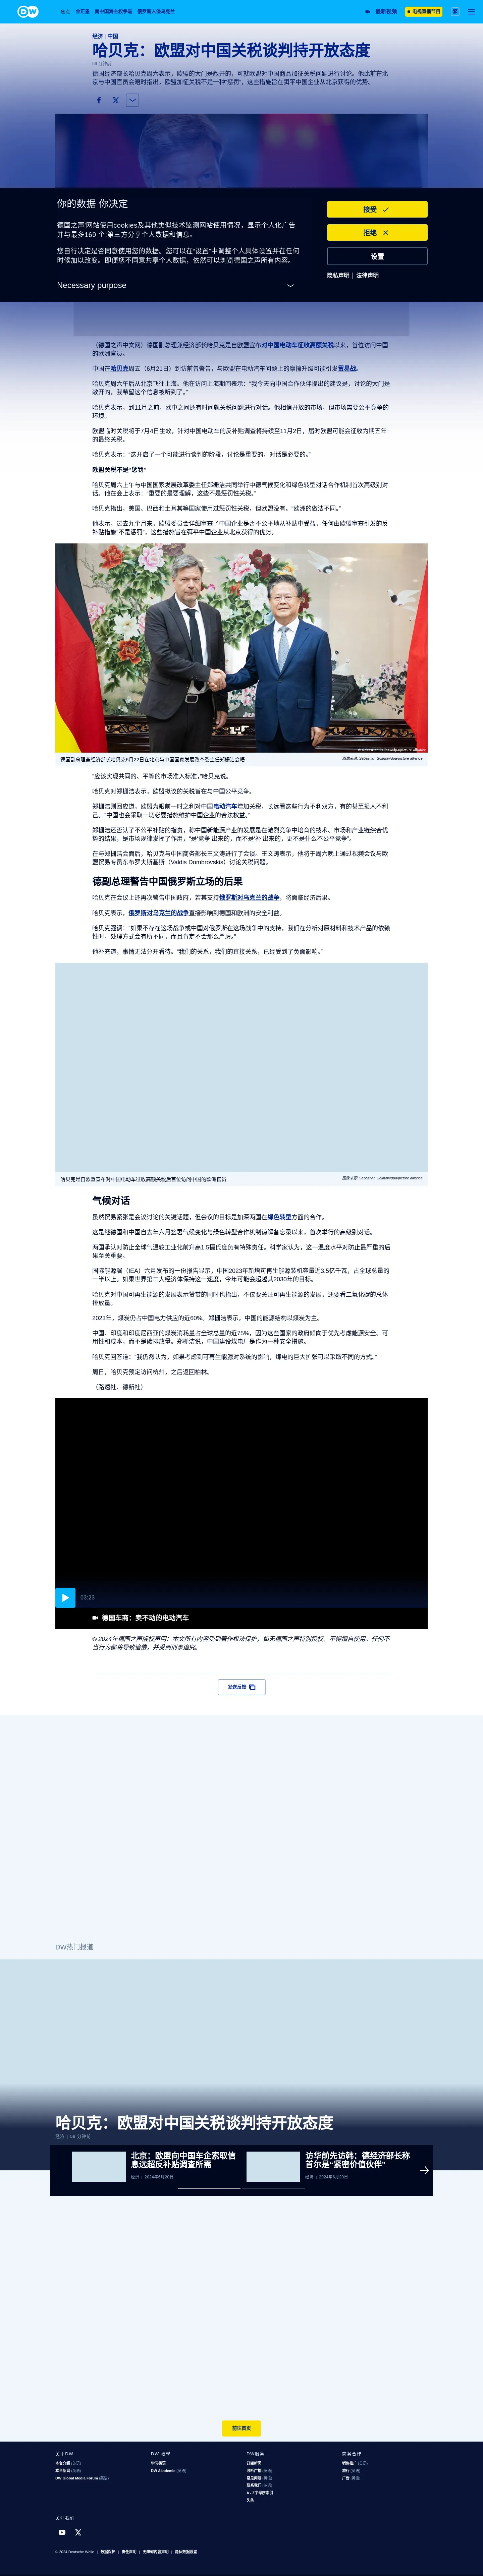 DW
焦点 金正恩 南中国海主权争端 俄罗斯入侵乌克兰
最新视频
电视直播节目
繁
经济 | 中国
哈贝克：欧盟对中国关税谈判持开放态度
59 分钟前
德国经济部长哈贝克周六表示，欧盟的大门是敞开的，可就欧盟对中国商品加征关税问题进行讨论。他此前在北
京与中国官员会晤时指出，欧盟加征关税不是一种“惩罚”，这些措施旨在弭平中国企业从北京获得的优势。
你的数据 你决定
德国之声'网站使用cookies及其他类似技术监测网站使用情况，显示个人化广告
并与最多169 个:第三方分享个人数据和信息。
您自行决定是否同意使用您的数据。您可以在“设置”中调整个人具体设置并在任何
时候加以改变。即便您不同意共享个人数据，依然可以浏览德国之声所有内容。
Necessary purpose
接受
拒绝
设置
隐私声明 | 法律声明
（德国之声中文网）德国副总理兼经济部长哈贝克是自欧盟宣布对中国电动车征收高额关税以来，首位访问中国
的欧洲官员。
中国在哈贝克周五（6月21日）到访前曾警告，与欧盟在电动汽车问题上的摩擦升级可能引发贸易战。
哈贝克周六午后从北京飞往上海。他在访问上海期间表示：“我今天向中国合作伙伴提出的建议是，讨论的大门是
敞开的，我希望这个信息被听到了。”
哈贝克表示，到11月之前，欧中之间还有时间就关税问题进行对话。他相信开放的市场，但市场需要公平竞争的
环境。
欧盟临时关税将于7月4日生效，针对中国电动车的反补贴调查将持续至11月2日，届时欧盟可能会征收为期五年
的最终关税。
哈贝克表示：“这开启了一个可能进行谈判的阶段，讨论是重要的，对话是必要的。”
欧盟关税不是“惩罚”
哈贝克周六上午与中国国家发展改革委主任郑栅洁共同举行中德气候变化和绿色转型对话合作机制首次高级别对
话。他在会上表示：“重要的是要理解，这些不是惩罚性关税。”
哈贝克指出，美国、巴西和土耳其等国家使用过惩罚性关税，但欧盟没有。“欧洲的做法不同。”
他表示，过去九个月来，欧盟委员会详细审查了中国企业是否不公平地从补贴中受益，任何由欧盟审查引发的反
补贴措施“不是惩罚”，这些措施旨在弭平中国企业从北京获得的优势。
德国副总理兼经济部长哈贝克6月22日在北京与中国国家发展改革委主任郑栅洁会晤
图像来源: Sebastian Gollnow/dpa/picture alliance
“应该实现共同的、平等的市场准入标准，”哈贝克说。
哈贝克对郑栅洁表示，欧盟拟议的关税旨在与中国公平竞争。
郑栅洁则回应道，欧盟为眼前一时之利对中国电动汽车增加关税，长远看这些行为不利双方，有的甚至损人不利
己。“中国也会采取一切必要措施维护中国企业的合法权益。”
郑栅洁还否认了不公平补贴的指责，称中国新能源产业的发展是在激烈竞争中培育的技术、市场和产业链综合优
势的结果，是市场规律发挥了作用，“是‘竞争’出来的，而不是‘补’出来的，更不是什么不公平竞争”。
在与郑栅洁会面后，哈贝克与中国商务部长王文涛进行了会谈。王文涛表示，他将于周六晚上通过视频会议与欧
盟贸易专员东布罗夫斯基斯（Valdis Dombrovskis）讨论关税问题。
德副总理警告中国俄罗斯立场的后果
哈贝克在会议上还再次警告中国政府，若其支持俄罗斯对乌克兰的战争，将面临经济后果。
哈贝克表示，俄罗斯对乌克兰的战争直接影响到德国和欧洲的安全利益。
哈贝克强调：“如果不存在这场战争或中国对俄罗斯在这场战争中的支持，我们在分析对原材料和技术产品的依赖
性时，处理方式会有所不同，而且肯定不会那么严厉。”
他补充道，事情无法分开看待。“我们的关系，我们的直接关系，已经受到了负面影响。”
哈贝克是自欧盟宣布对中国电动车征收高额关税后首位访问中国的欧洲官员
图像来源: Sebastian Gollnow/dpa/picture alliance
气候对话
虽然贸易紧张是会议讨论的关键话题，但会议的目标是加深两国在绿色转型方面的合作。
这是继德国和中国自去年六月签署气候变化与绿色转型合作机制谅解备忘录以来，首次举行的高级别对话。
两国承认对防止全球气温较工业化前升高1.5摄氏度负有特殊责任。科学家认为，这一温度水平对防止最严重的后
果至关重要。
国际能源署（IEA）六月发布的一份报告显示，中国2023年新增可再生能源装机容量近3.5亿千瓦，占全球总量的
一半以上。如果世界第二大经济体保持这一速度，今年可能会超越其2030年的目标。
哈贝克对中国可再生能源的发展表示赞赏的同时也指出，不仅要关注可再生能源的发展，还要看二氧化碳的总体
排放量。
2023年，煤炭仍占中国电力供应的近60%。郑栅洁表示，中国的能源结构以煤炭为主。
中国、印度和印度尼西亚的煤炭消耗量占全球总量的近75%，因为这些国家的政府倾向于优先考虑能源安全、可
用性和成本，而不是碳排放量。郑栅洁说，中国建设煤电厂是作为一种安全措施。
哈贝克回答道：“我仍然认为，如果考虑到可再生能源对系统的影响，煤电的巨大扩张可以采取不同的方式。”
周日，哈贝克预定访问杭州，之后返回柏林。
（路透社、德新社）
03:23
德国车商：卖不动的电动汽车
© 2024年德国之声版权声明：本文所有内容受到著作权法保护，如无德国之声特别授权，不得擅自使用。任何不
当行为都将导致追偿，并受到刑事追究。
发送反馈
DW热门报道
哈贝克：欧盟对中国关税谈判持开放态度
经济 | 59 分钟前
北京：欧盟向中国车企索取信
息远超反补贴调查所需
经济 | 2024年6月20日
访华前先访韩：德经济部长称
首尔是“紧密价值伙伴”
经济 | 2024年6月20日
前往首页
关于DW
本台介绍 (英语)
本台新闻 (英语)
DW Global Media Forum (英语)
DW 教学
学习德语
DW Akademie (英语)
DW服务
订阅新闻
收听广播 (英语)
常见问题 (英语)
联系我们 (英语)
A - Z字母序索引
头条
商务合作
销售推广 (英语)
旅行 (英语)
广告 (英语)
关注我们
© 2024 Deutsche Welle | 数据保护 | 责任声明 | 无障碍内容声明 | 隐私数据设置